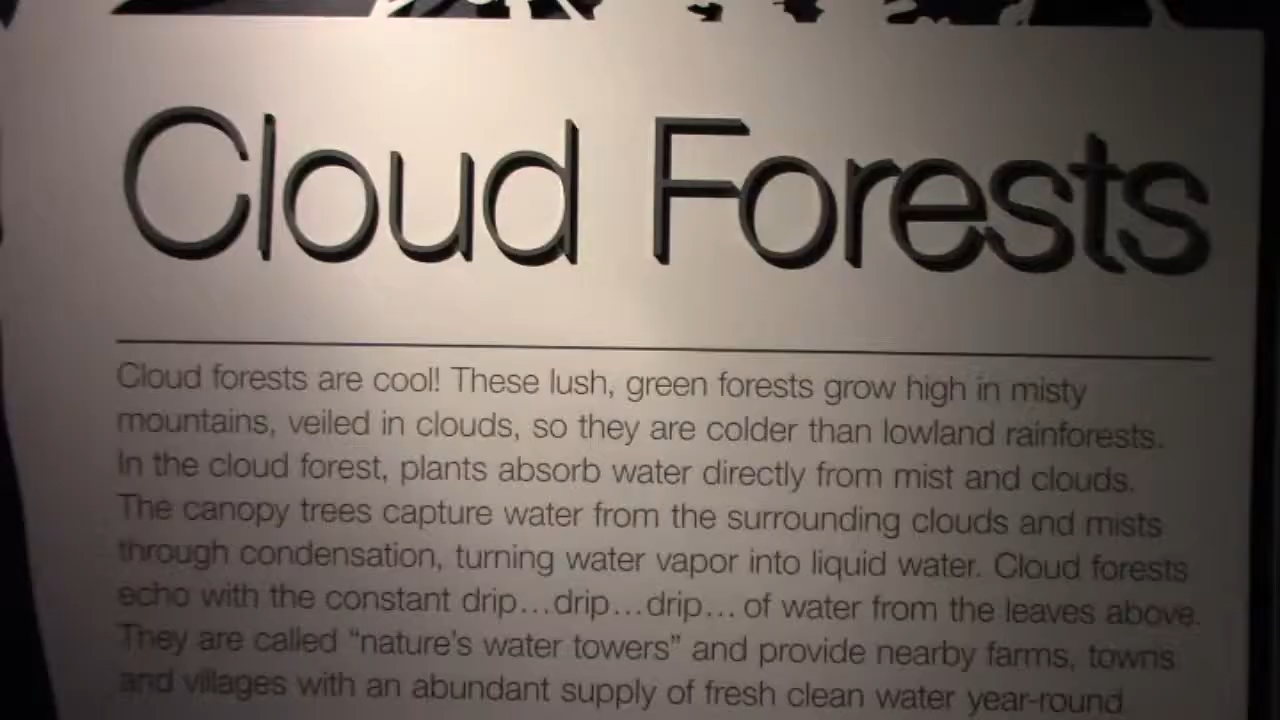 Cloud Forests
Cloud forests are cool! These lush, green forests grow high in misty
mountains, veiled in clouds, so they are colder than lowland rainforests.
In the cloud forest, plants absorb water directly from mist and clouds.
The canopy trees capture water from the surrounding clouds and mists
through condensation, turning water vapor into liquid water. Cloud forests
echo with the constant drip…drip…drip… of water from the leaves above.
They are called “nature’s water towers” and provide nearby farms, towns
and villages with an abundant supply of fresh clean water year-round